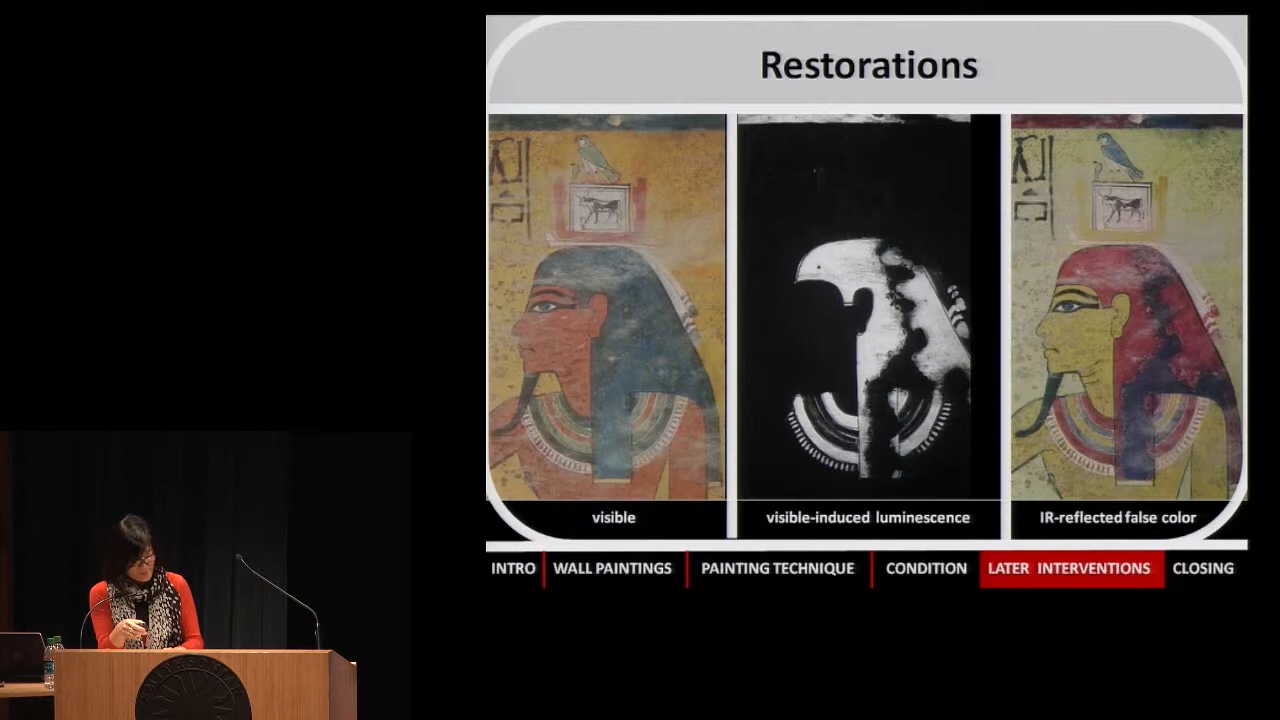 Restorations
visible
visible-induced luminescence
IR-reflected false color
INTRO
WALL PAINTINGS
PAINTING TECHNIQUE
CONDITION
LATER INTERVENTIONS
CLOSING